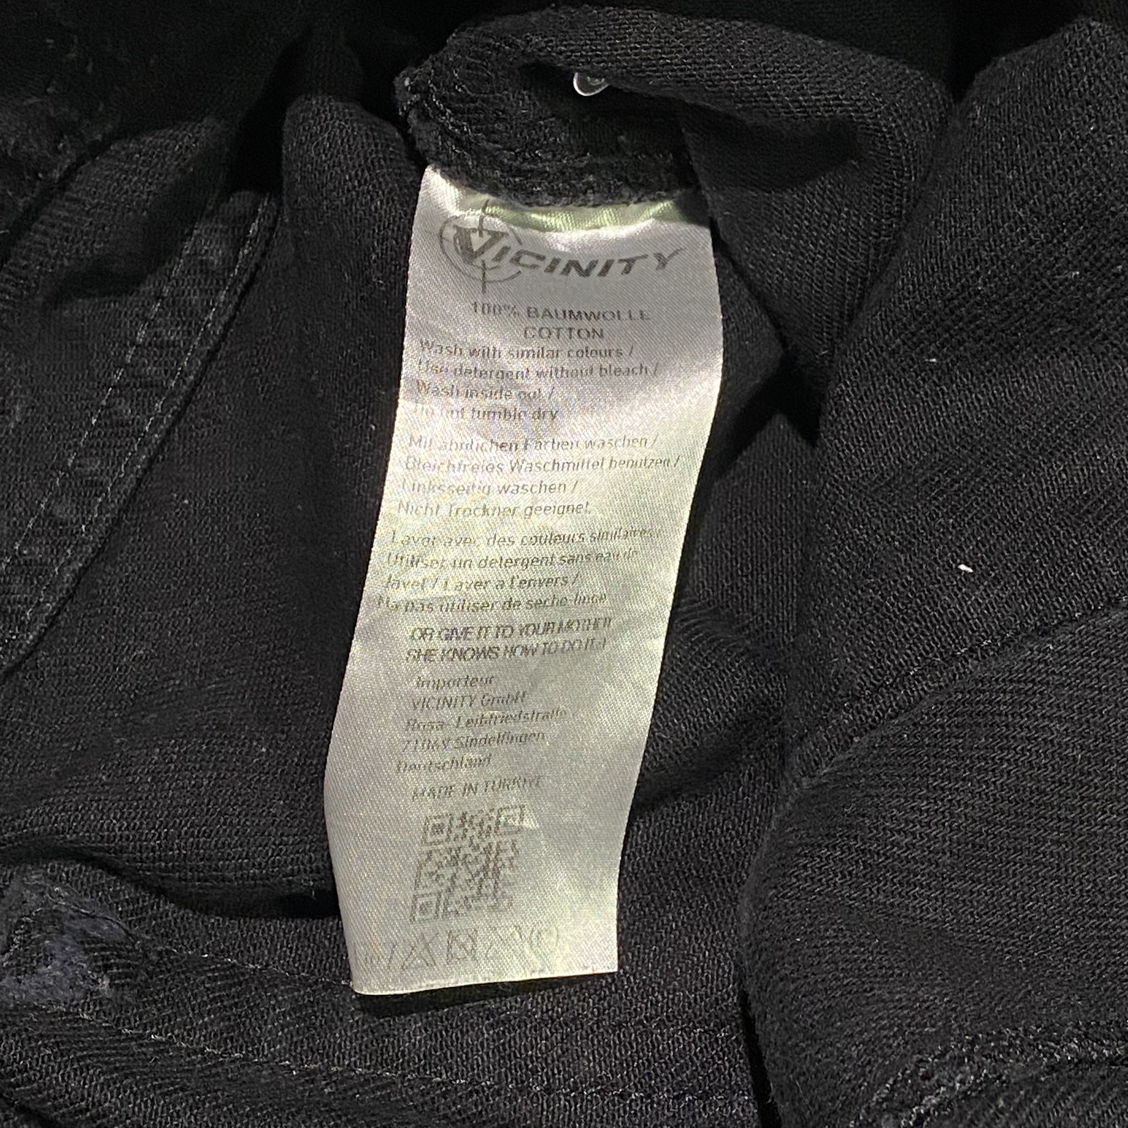 VICINITY
100% BAUMWOLLE
COTTON
Wash with similar colours /
Use detergent without bleach /
Wash inside out /
Do not tumble dry
Mit ähnlichen Farben waschen /
Bleichfreies Waschmittel benutzen /
Linksseitig waschen /
Nicht Trockner geeignet
Laver avec des couleurs similaires /
Utiliser un detergent sans eau de
Javel / Laver a l'envers /
Ne pas utiliser de seche-linge
OR GIVE IT TO YOUR MOTHER
SHE KNOWS HOW TO DO IT!
Importeur
VICINITY GmbH
Rosa- Leibfriedstraße
71069 Sindelfingen
Deutschland
MADE IN TÜRKIYE